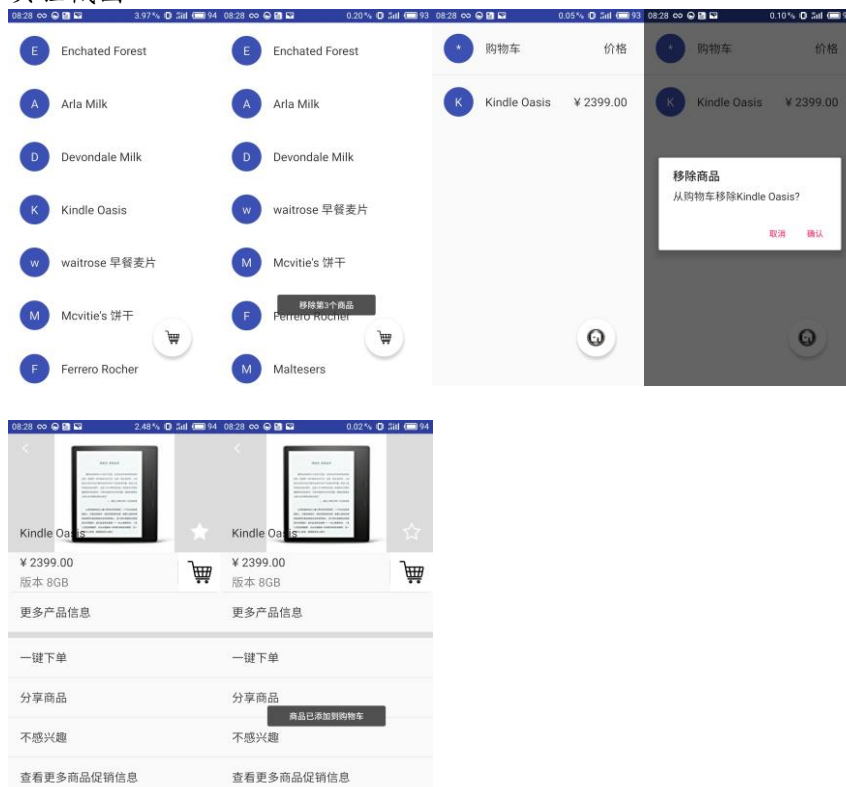 08:28
3.97%
94
E
Enchated Forest
A
Arla Milk
D
Devondale Milk
K
Kindle Oasis
w
waitrose 早餐麦片
M
Mcvitie's 饼干
F
Ferrero Rocher
08:28
0.20%
93
E
Enchated Forest
A
Arla Milk
D
Devondale Milk
w
waitrose 早餐麦片
M
Mcvitie's 饼干
移除第3个商品
F
Ferrero Rocher
M
Maltesers
08:28
0.05%
93
*
购物车
价格
K
Kindle Oasis
¥ 2399.00
08:28
0.10%
*
购物车
价格
K
Kindle Oasis
¥ 2399.00
移除商品
从购物车移除Kindle Oasis?
取消
确认
08:28
2.48%
94
Kindle Oasis
¥ 2399.00
版本 8GB
更多产品信息
一键下单
分享商品
不感兴趣
查看更多商品促销信息
08:28
0.02%
94
Kindle Oasis
¥ 2399.00
版本 8GB
更多产品信息
一键下单
分享商品
商品已添加到购物车
不感兴趣
查看更多商品促销信息